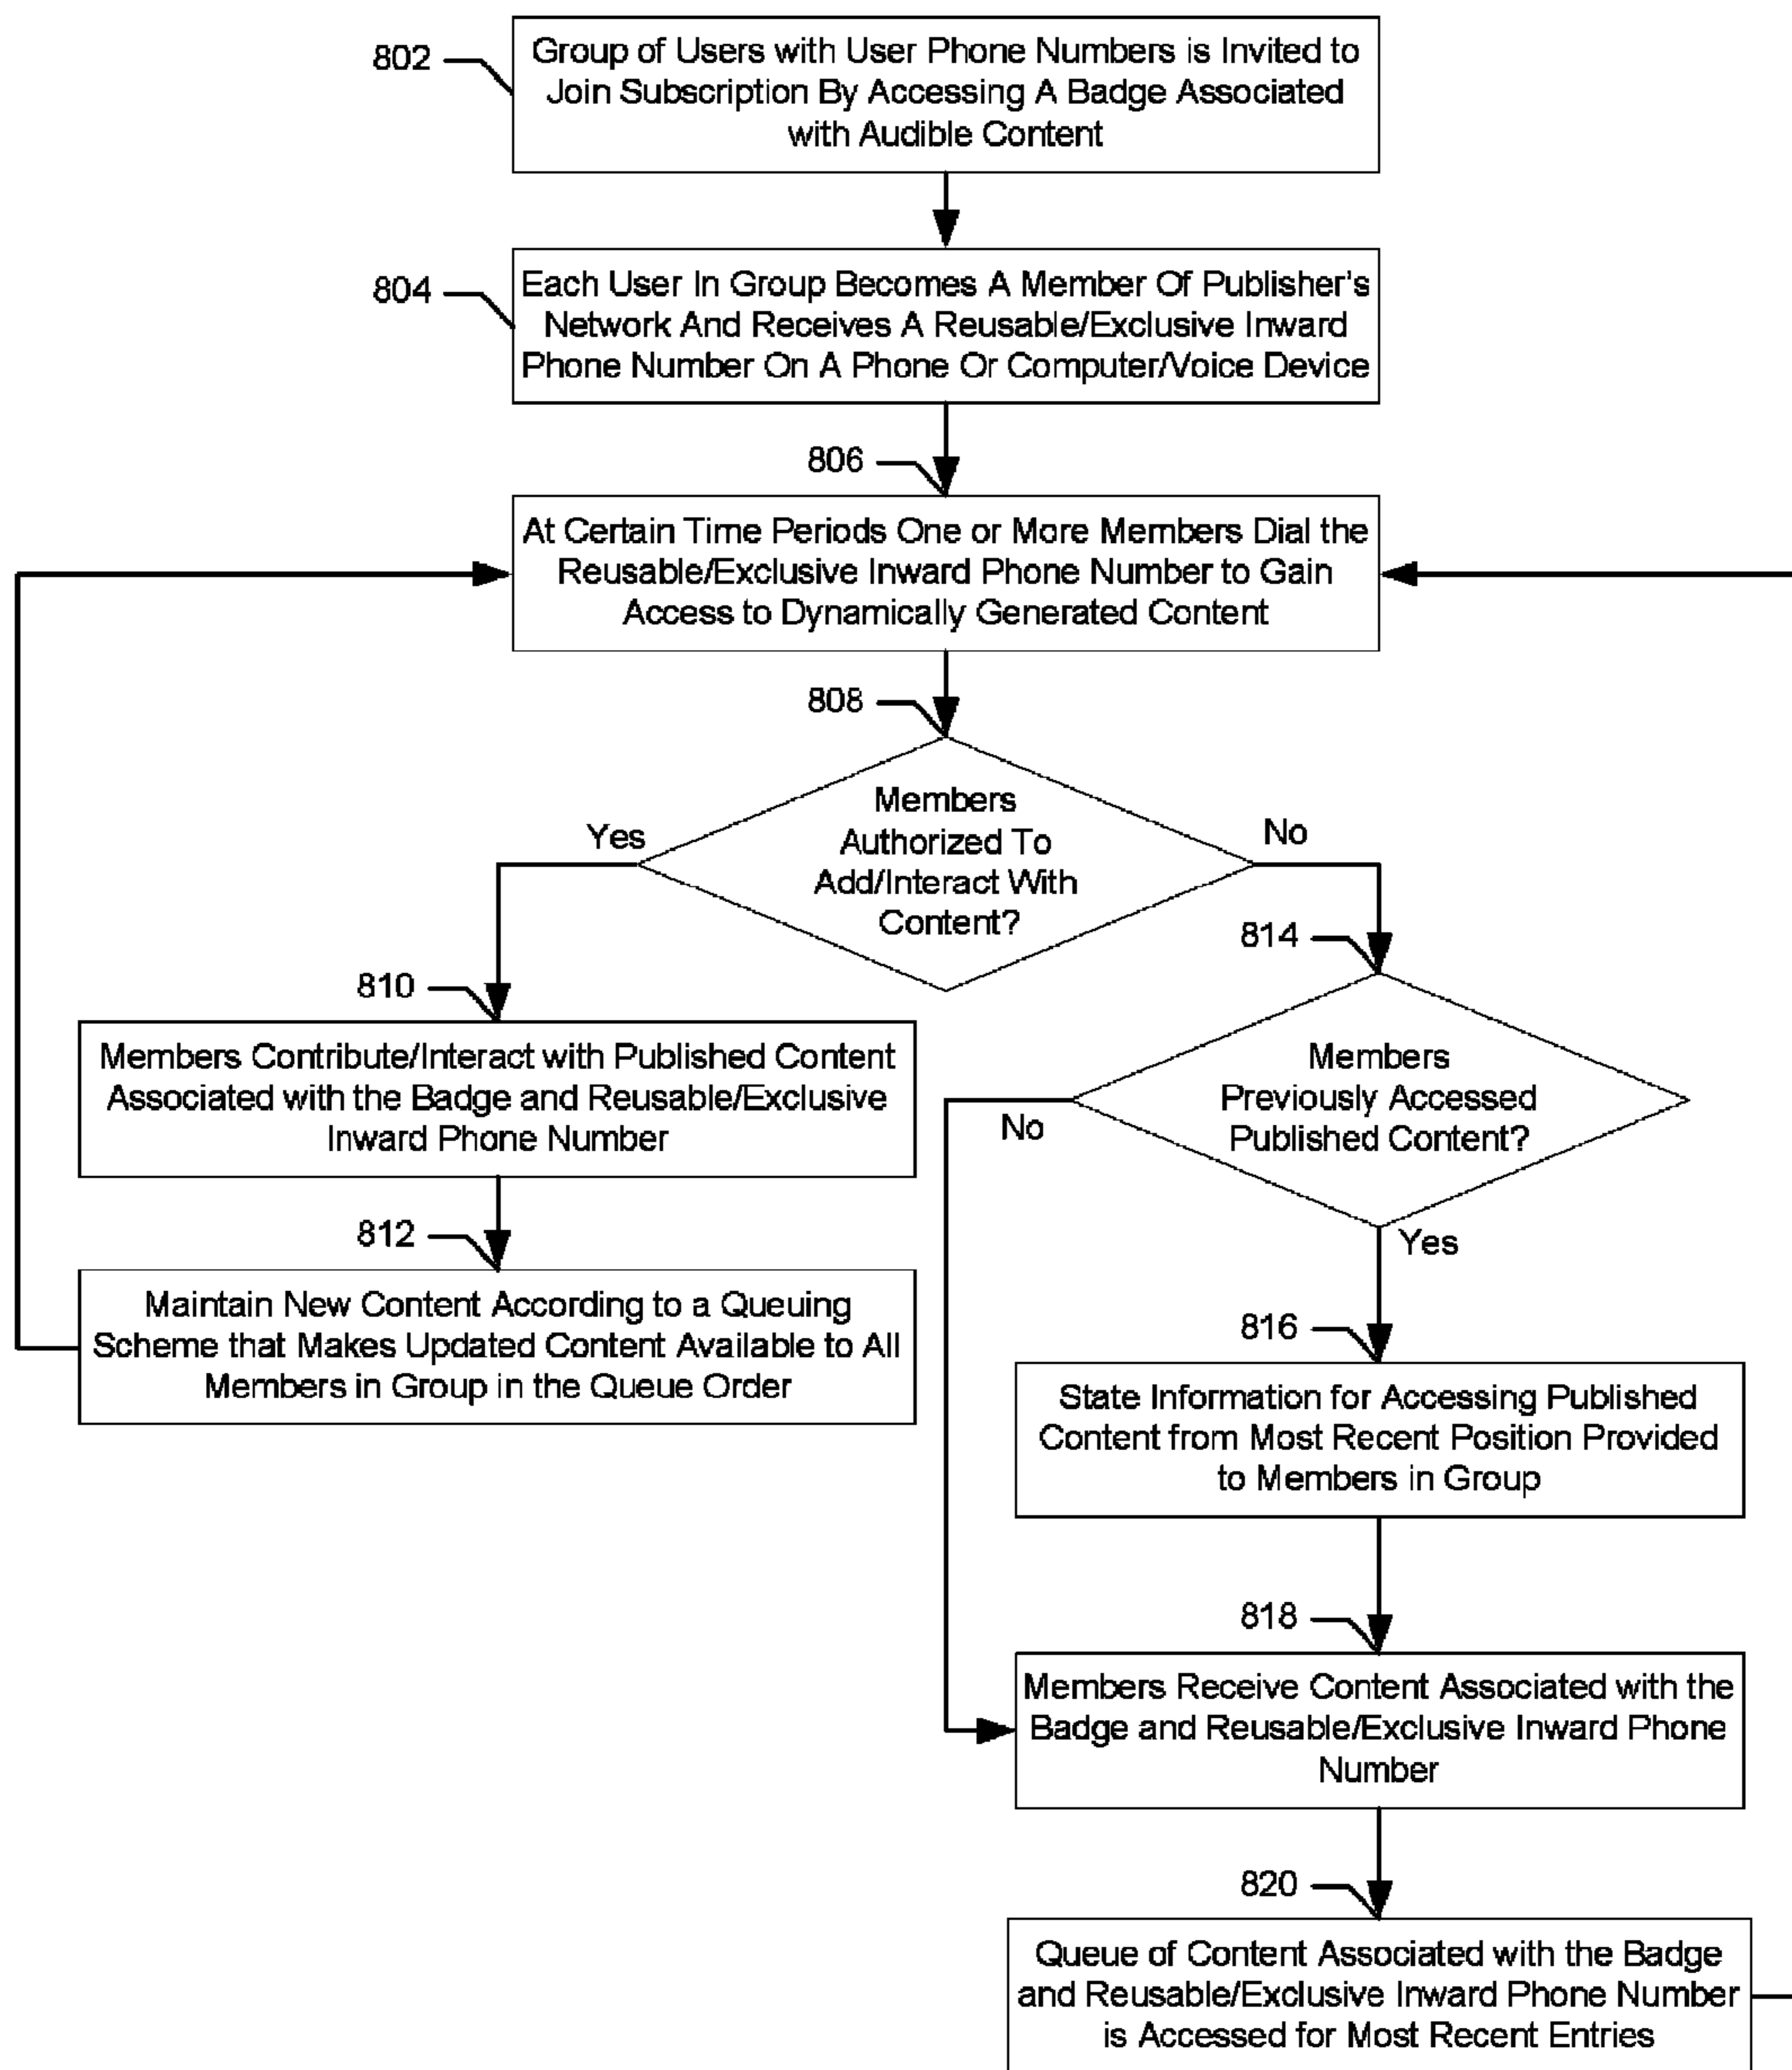 802
Group of Users with User Phone Numbers is Invited to
Join Subscription By Accessing A Badge Associated
with Audible Content
804
Each User In Group Becomes A Member Of Publisher's
Network And Receives A Reusable/Exclusive Inward
Phone Number On A Phone Or Computer/Voice Device
806
At Certain Time Periods One or More Members Dial the
Reusable/Exclusive Inward Phone Number to Gain
Access to Dynamically Generated Content
808
Members
Authorized To
Add/Interact With
Content?
Yes
No
810
Members Contribute/Interact with Published Content
Associated with the Badge and Reusable/Exclusive
Inward Phone Number
812
Maintain New Content According to a Queuing
Scheme that Makes Updated Content Available to All
Members in Group in the Queue Order
814
Members
Previously Accessed
Published Content?
No
Yes
816
State Information for Accessing Published
Content from Most Recent Position Provided
to Members in Group
818
Members Receive Content Associated with the
Badge and Reusable/Exclusive Inward Phone
Number
820
Queue of Content Associated with the Badge
and Reusable/Exclusive Inward Phone Number
is Accessed for Most Recent Entries